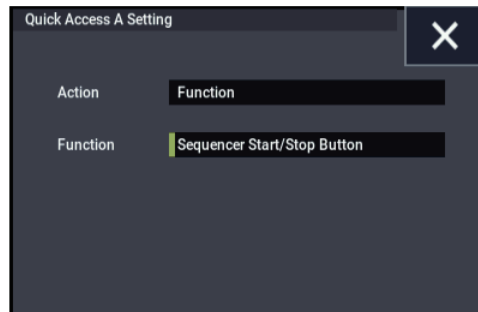 Quick Access A Setting
Action
Function
Function
Sequencer Start/Stop Button